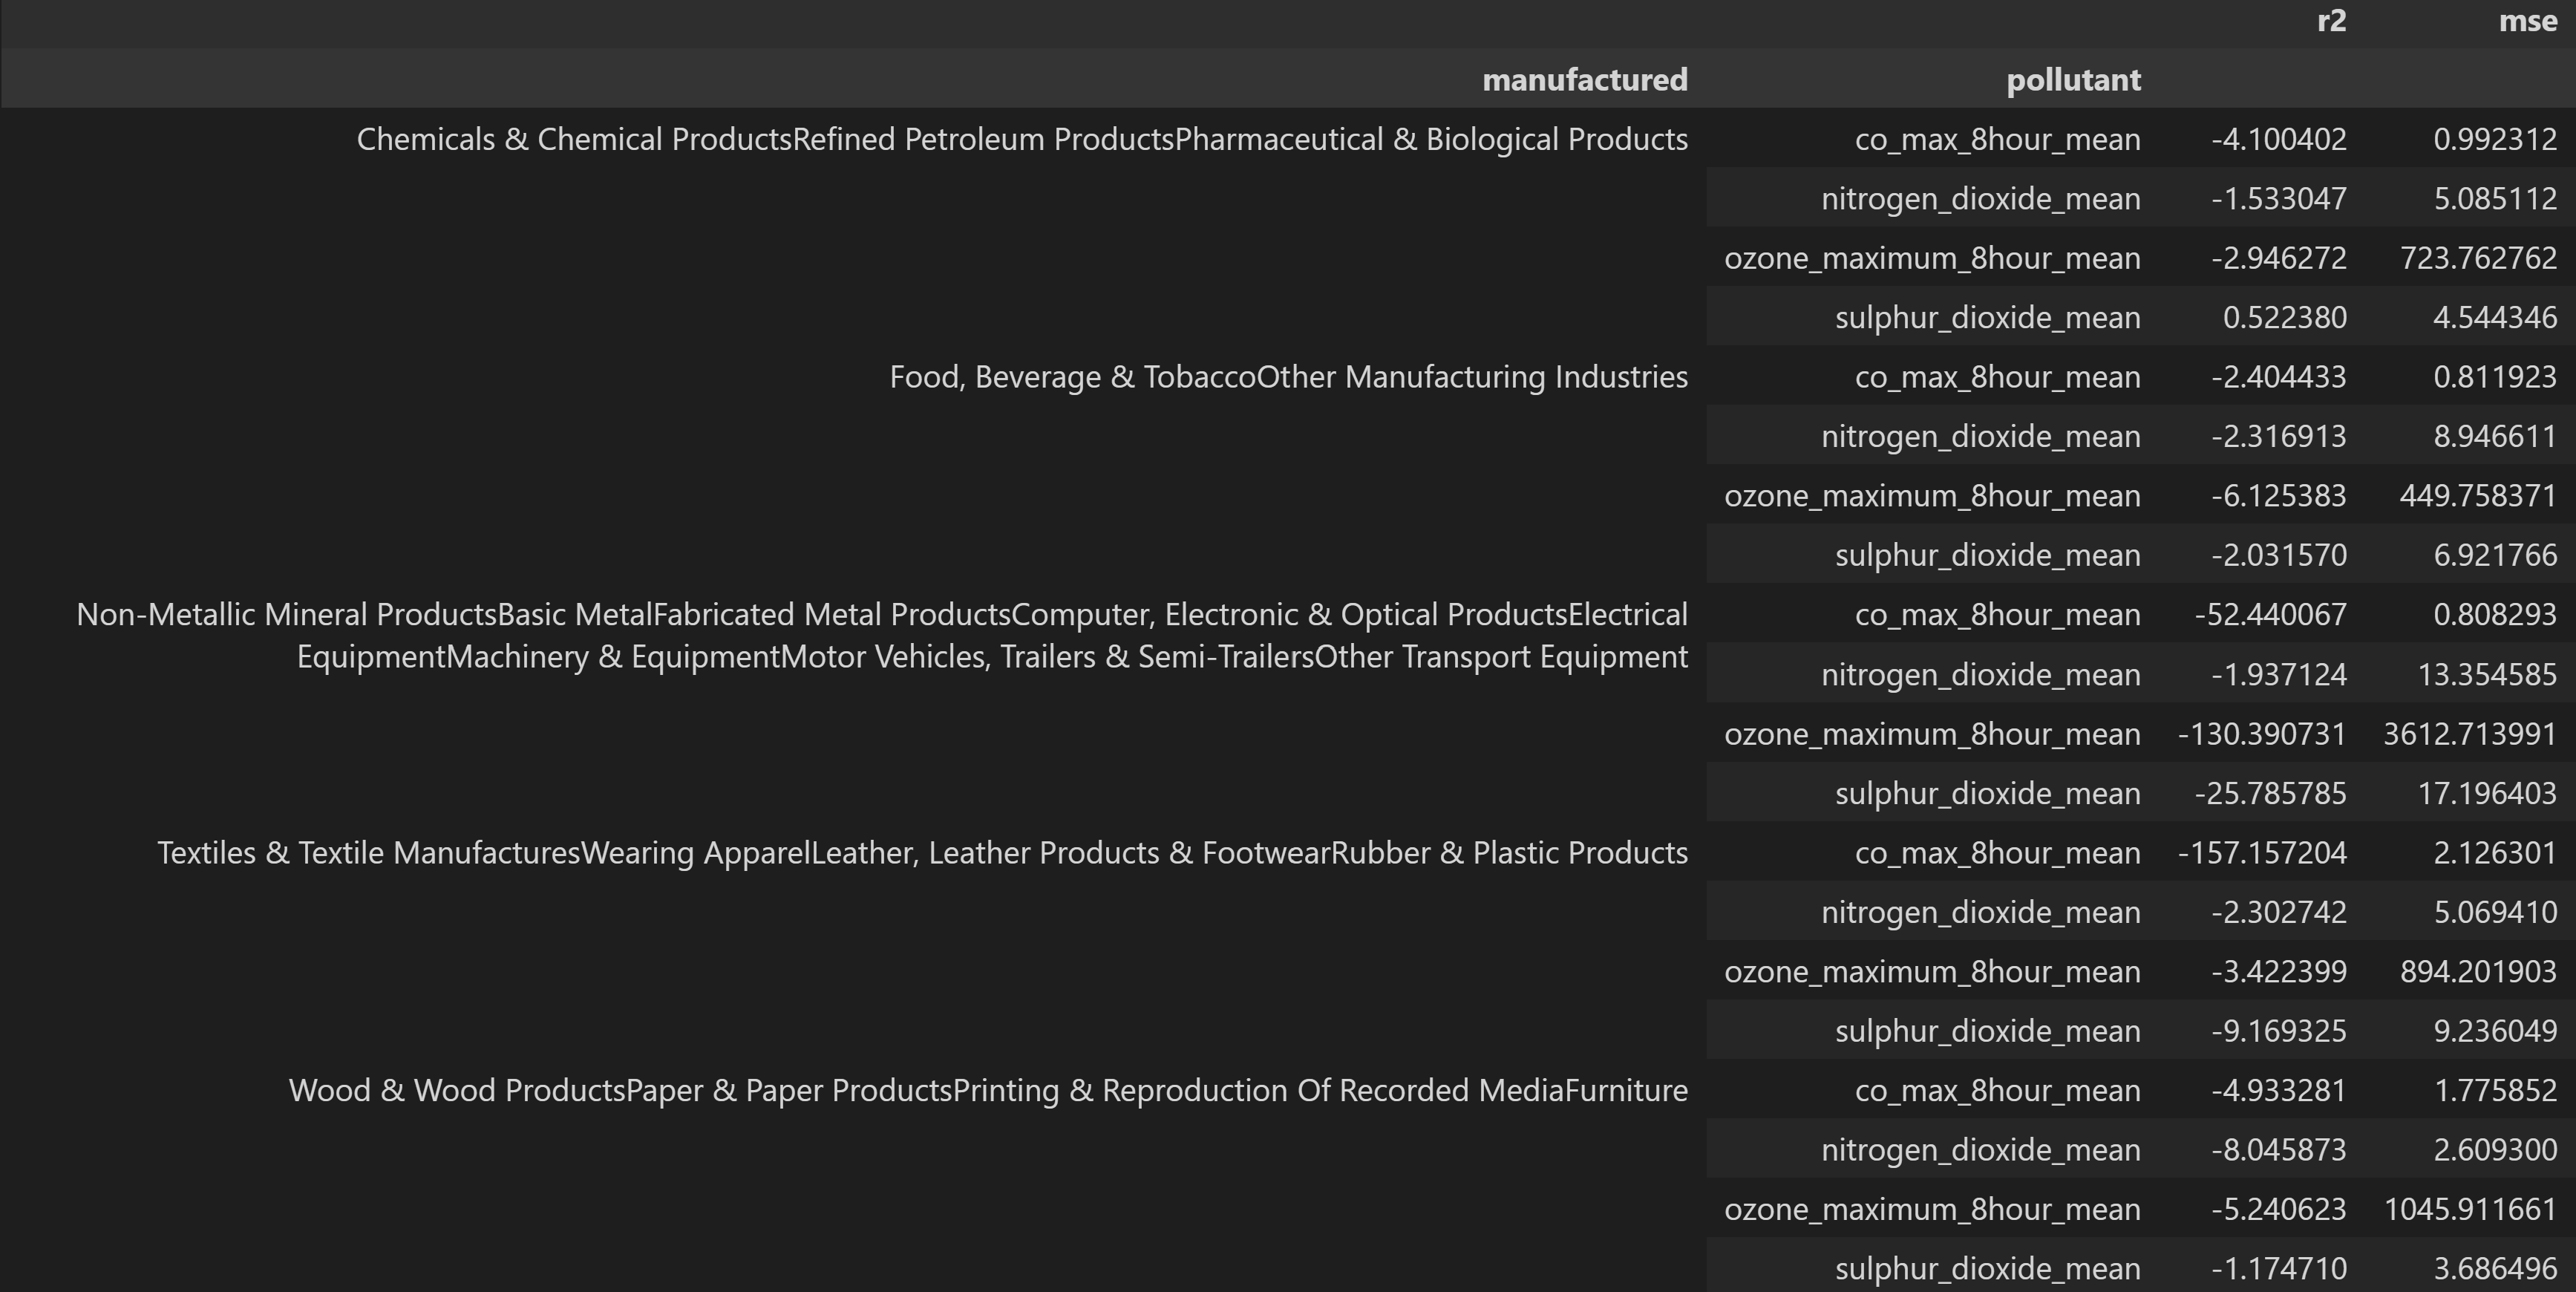 r2 mse
manufactured pollutant
Chemicals & Chemical ProductsRefined Petroleum ProductsPharmaceutical & Biological Products co_max_8hour_mean -4.100402 0.992312
nitrogen_dioxide_mean -1.533047 5.085112
ozone_maximum_8hour_mean -2.946272 723.762762
sulphur_dioxide_mean 0.522380 4.544346
Food, Beverage & TobaccoOther Manufacturing Industries co_max_8hour_mean -2.404433 0.811923
nitrogen_dioxide_mean -2.316913 8.946611
ozone_maximum_8hour_mean -6.125383 449.758371
sulphur_dioxide_mean -2.031570 6.921766
Non-Metallic Mineral ProductsBasic MetalFabricated Metal ProductsComputer, Electronic & Optical ProductsElectrical co_max_8hour_mean -52.440067 0.808293
EquipmentMachinery & EquipmentMotor Vehicles, Trailers & Semi-TrailersOther Transport Equipment nitrogen_dioxide_mean -1.937124 13.354585
ozone_maximum_8hour_mean -130.390731 3612.713991
sulphur_dioxide_mean -25.785785 17.196403
Textiles & Textile ManufacturesWearing ApparelLeather, Leather Products & FootwearRubber & Plastic Products co_max_8hour_mean -157.157204 2.126301
nitrogen_dioxide_mean -2.302742 5.069410
ozone_maximum_8hour_mean -3.422399 894.201903
sulphur_dioxide_mean -9.169325 9.236049
Wood & Wood ProductsPaper & Paper ProductsPrinting & Reproduction Of Recorded MediaFurniture co_max_8hour_mean -4.933281 1.775852
nitrogen_dioxide_mean -8.045873 2.609300
ozone_maximum_8hour_mean -5.240623 1045.911661
sulphur_dioxide_mean -1.174710 3.686496